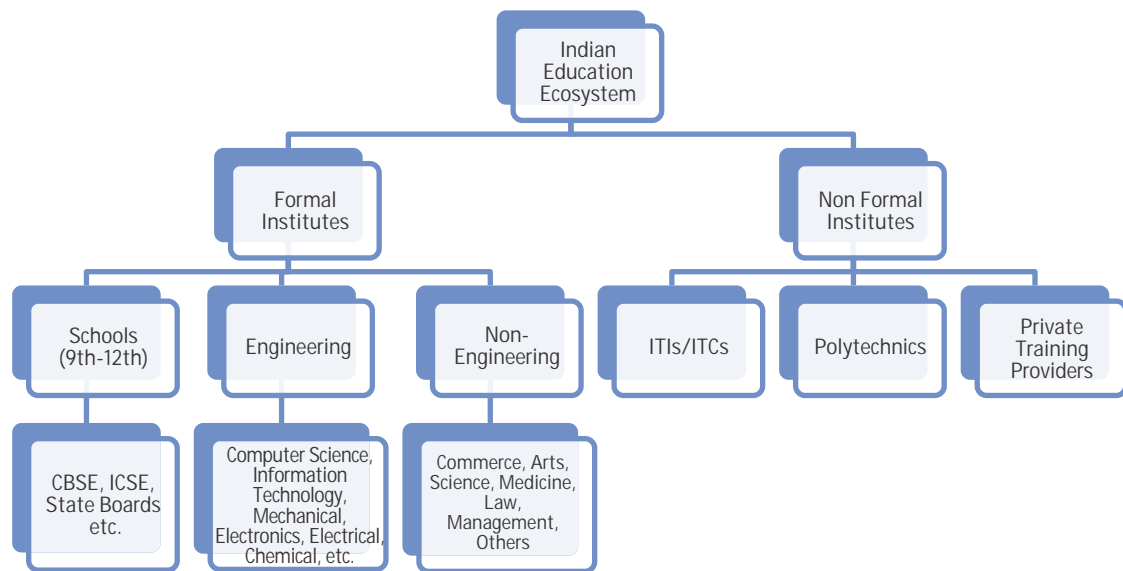 Indian
Education
Ecosystem
Formal
Institutes
Non Formal
Institutes
Schools
(9th-12th)
Engineering
Non-
Engineering
ITIs/ITCs
Polytechnics
Private
Training
Providers
CBSE, ICSE,
State Boards
etc.
Computer Science,
Information
Technology,
Mechanical,
Electronics, Electrical,
Chemical, etc.
Commerce, Arts,
Science, Medicine,
Law,
Management,
Others